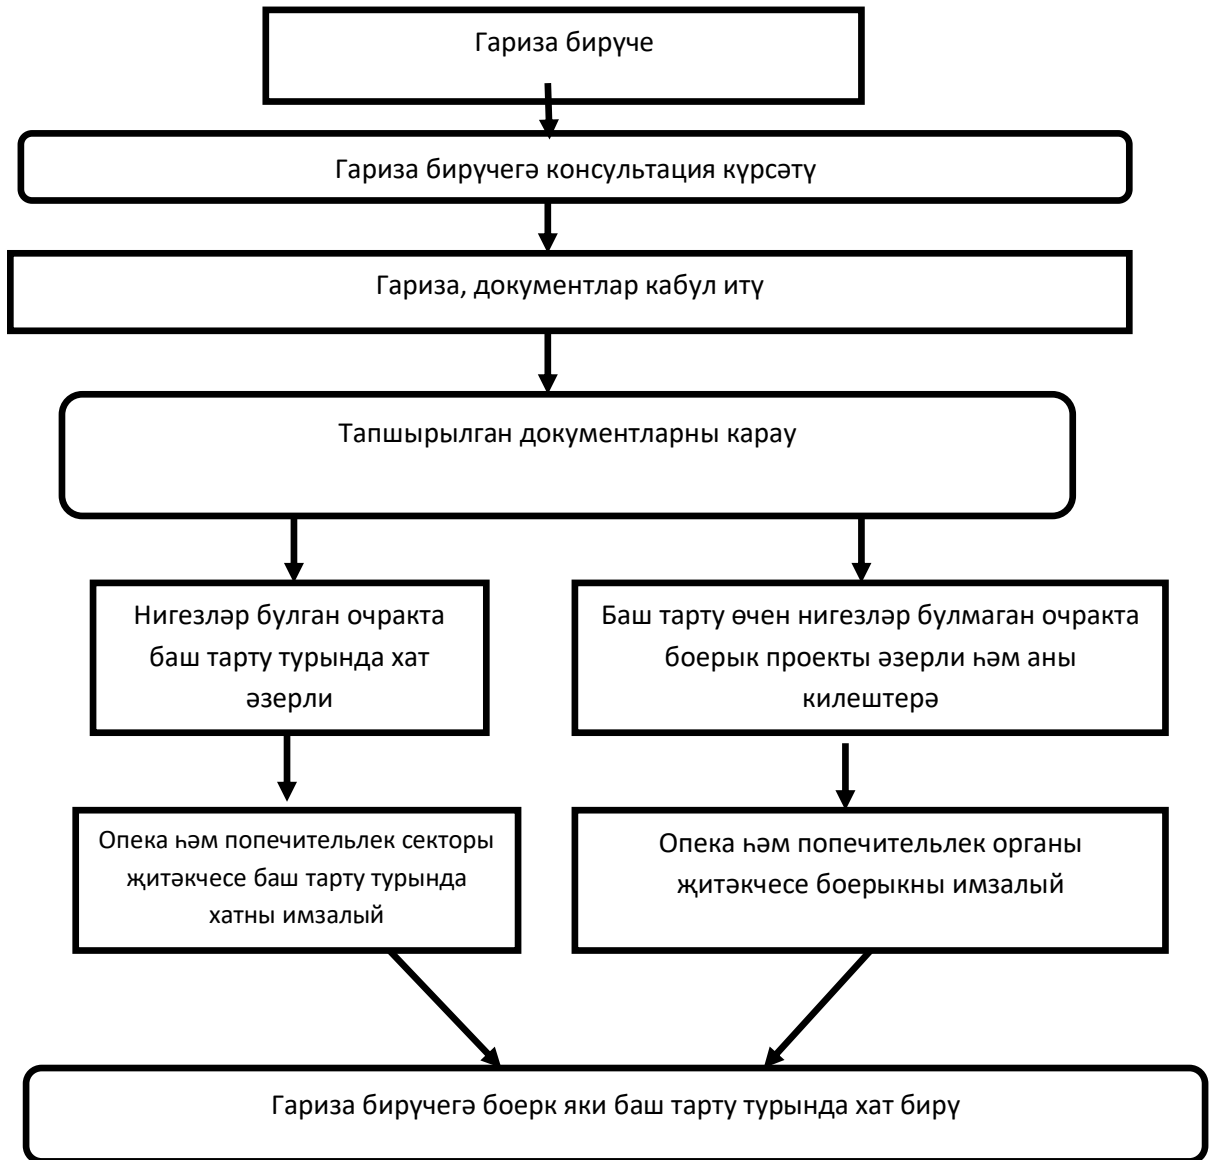 Гариза бирүче
Гариза бирүчегә консультация күрсәтү
Гариза, документлар кабул итү
Тапшырылган документларны карау
Нигезләр булган очракта
баш тарту турында хат
әзерли
Баш тарту өчен нигезләр булмаган очракта
боерык проекты әзерли һәм аны
килештерә
Опека һәм попечительлек секторы
җитәкчесе баш тарту турында
хатны имзалый
Опека һәм попечительлек органы
җитәкчесе боерыкны имзалый
Гариза бирүчегә боерк яки баш тарту турында хат бирү